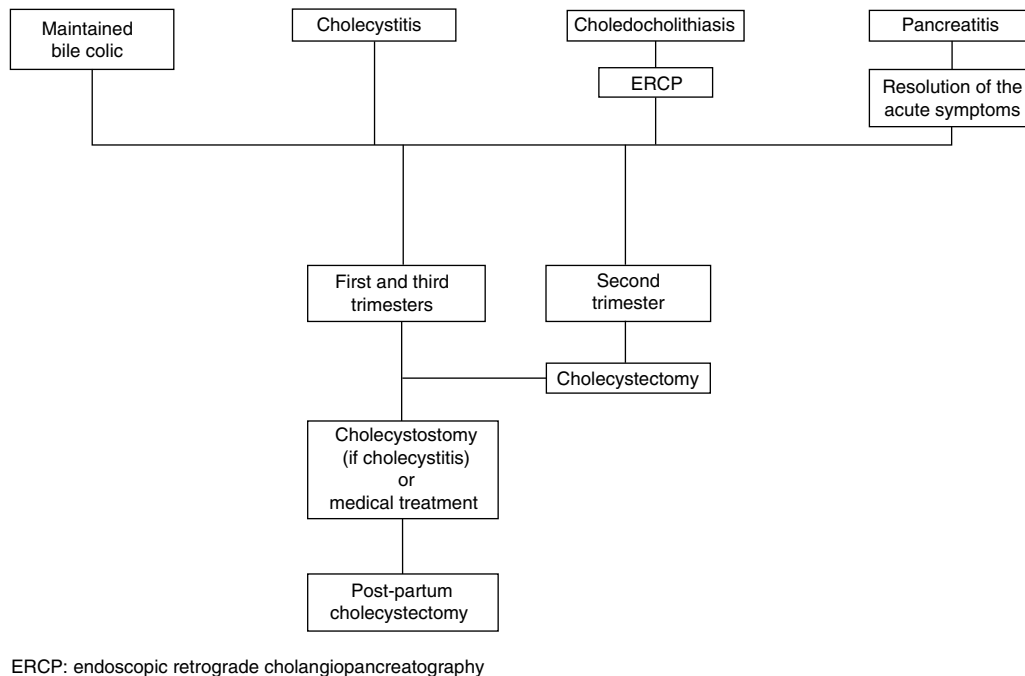 Maintained
bile colic
Cholecystitis
Choledocholithiasis
Pancreatitis
ERCP
Resolution of the
acute symptoms
First and third
trimesters
Second
trimester
Cholecystectomy
Cholecystostomy
(if cholecystitis)
or
medical treatment
Post-partum
cholecystectomy
ERCP: endoscopic retrograde cholangiopancreatography